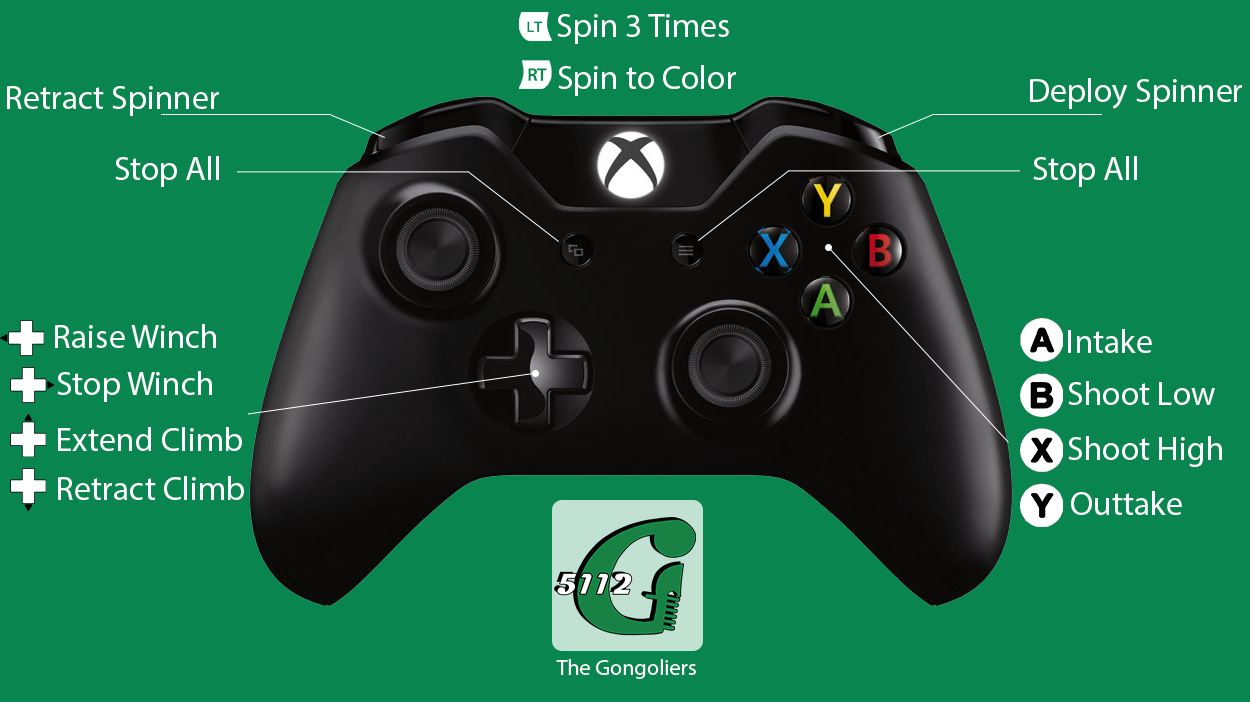 LT Spin 3 Times
RT Spin to Color
Retract Spinner
Deploy Spinner
Stop All
Stop All
Y
X
B
A
Raise Winch
Stop Winch
Extend Climb
Retract Climb
A Intake
B Shoot Low
X Shoot High
Y Outtake
5112
G
The Gongoliers